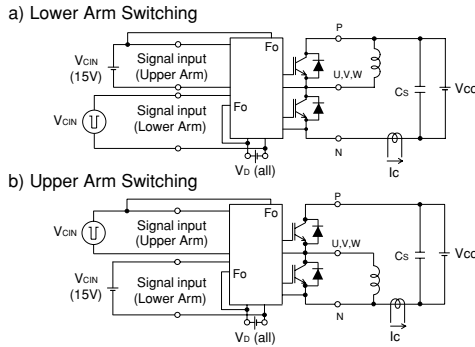 a) Lower Arm Switching
P
Fo
VCIN
(15V)
Signal input
(Upper Arm)
U,V,W
CS
VCC
VCIN
Signal input
(Lower Arm)
Fo
N
VD (all)
Ic
b) Upper Arm Switching
P
Fo
VCIN
Signal input
(Upper Arm)
U,V,W
CS
VCC
VCIN
(15V)
Signal input
(Lower Arm)
Fo
N
VD (all)
Ic